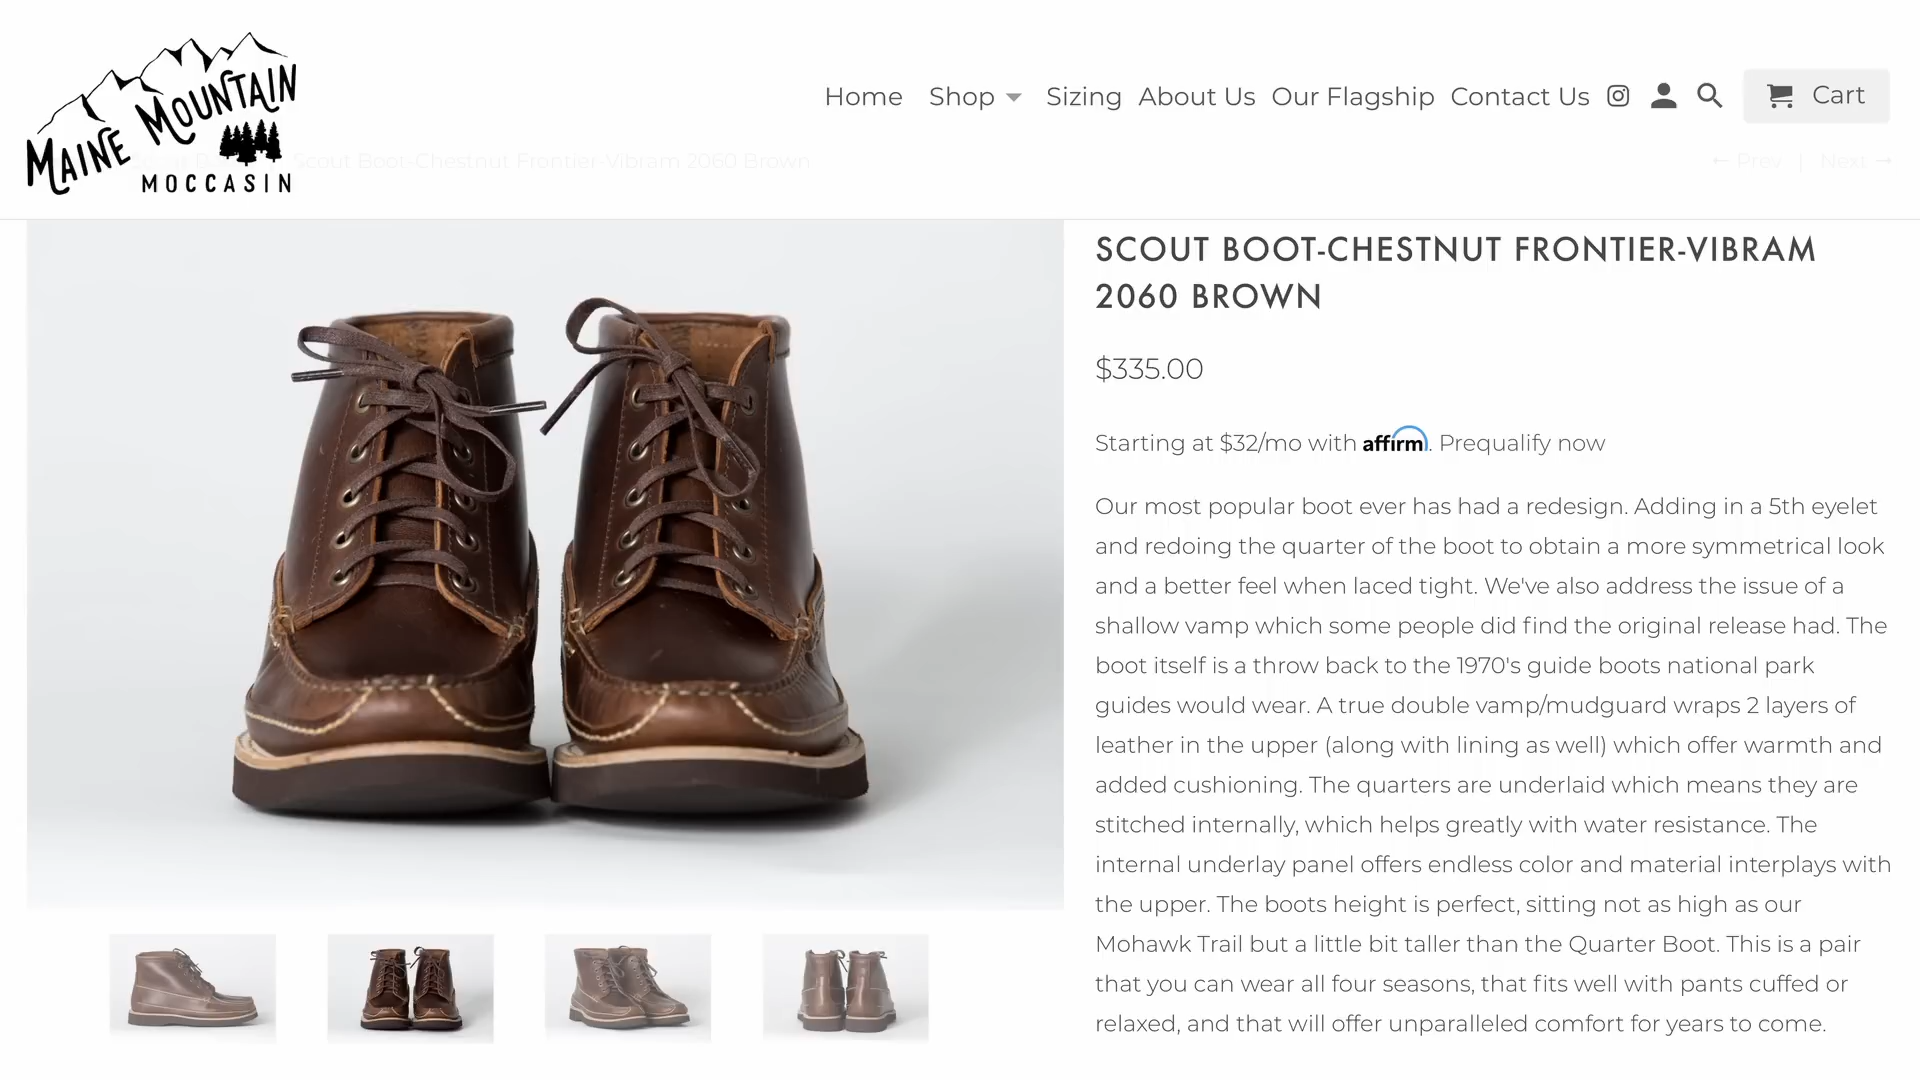 MAINE MOUNTAIN
MOCCASIN
Home Shop Sizing About Us Our Flagship Contact Us Cart
Scout Boot-Chestnut Frontier-Vibram 2060 Brown
← Prev | Next →
SCOUT BOOT-CHESTNUT FRONTIER-VIBRAM
2060 BROWN
$335.00
Starting at $32/mo with affirm. Prequalify now
Our most popular boot ever has had a redesign. Adding in a 5th eyelet
and redoing the quarter of the boot to obtain a more symmetrical look
and a better feel when laced tight. We've also address the issue of a
shallow vamp which some people did find the original release had. The
boot itself is a throw back to the 1970's guide boots national park
guides would wear. A true double vamp/mudguard wraps 2 layers of
leather in the upper (along with lining as well) which offer warmth and
added cushioning. The quarters are underlaid which means they are
stitched internally, which helps greatly with water resistance. The
internal underlay panel offers endless color and material interplays with
the upper. The boots height is perfect, sitting not as high as our
Mohawk Trail but a little bit taller than the Quarter Boot. This is a pair
that you can wear all four seasons, that fits well with pants cuffed or
relaxed, and that will offer unparalleled comfort for years to come.